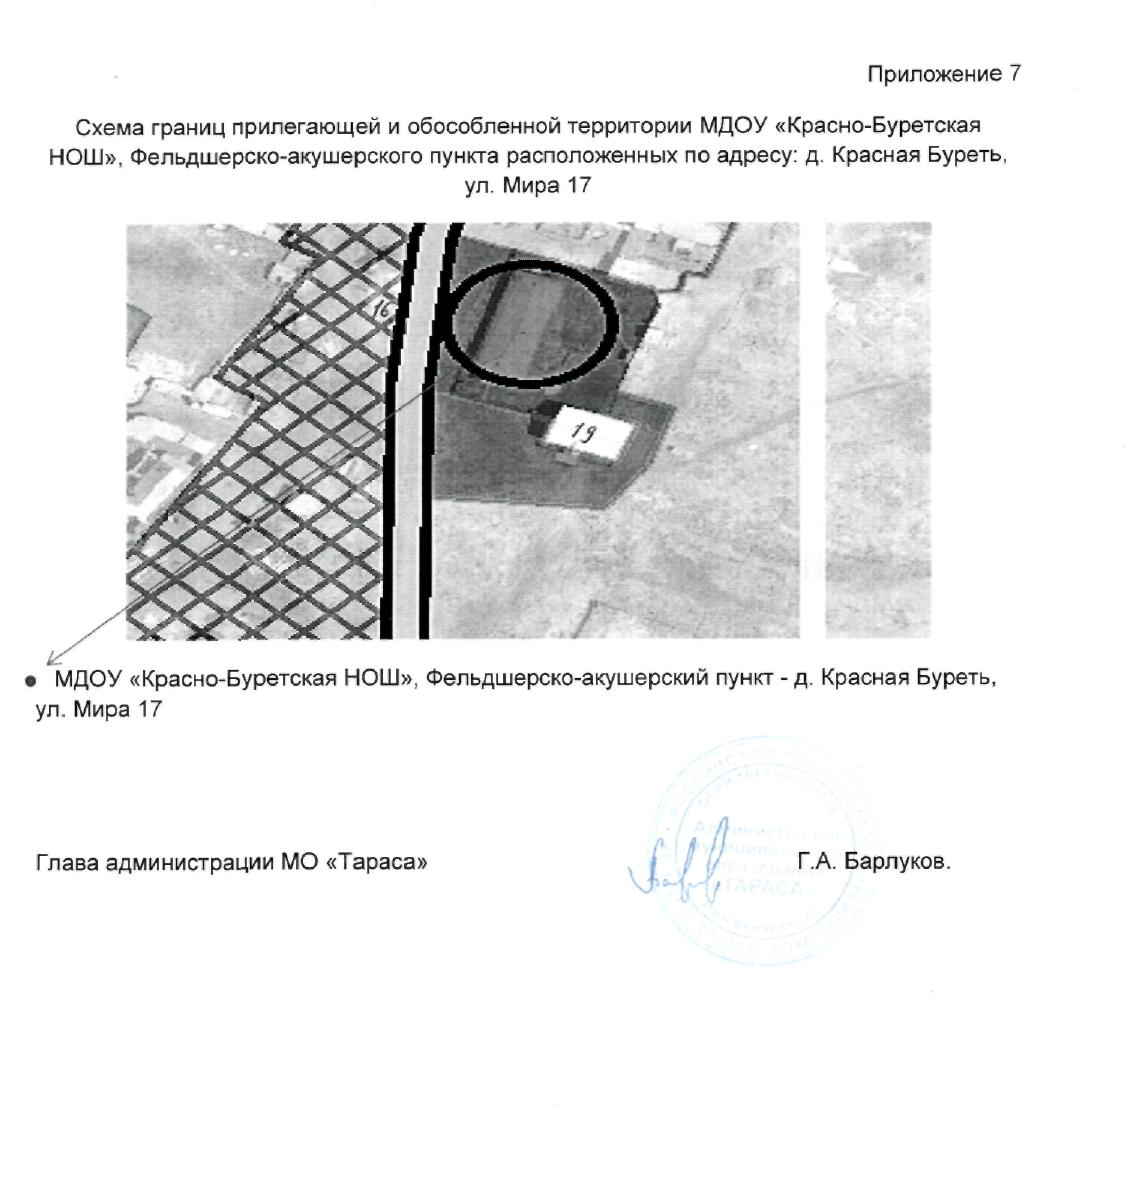 Приложение 7
Схема границ прилегающей и обособленной территории МДОУ «Красно-Буретская
НОШ», Фельдшерско-акушерского пункта расположенных по адресу: д. Красная Буреть,
ул. Мира 17
16
19
МДОУ «Красно-Буретская НОШ», Фельдшерско-акушерский пункт - д. Красная Буреть,
ул. Мира 17
Глава администрации МО «Тараса»
Г.А. Барлуков.
Администрация
«ТАРАСА»